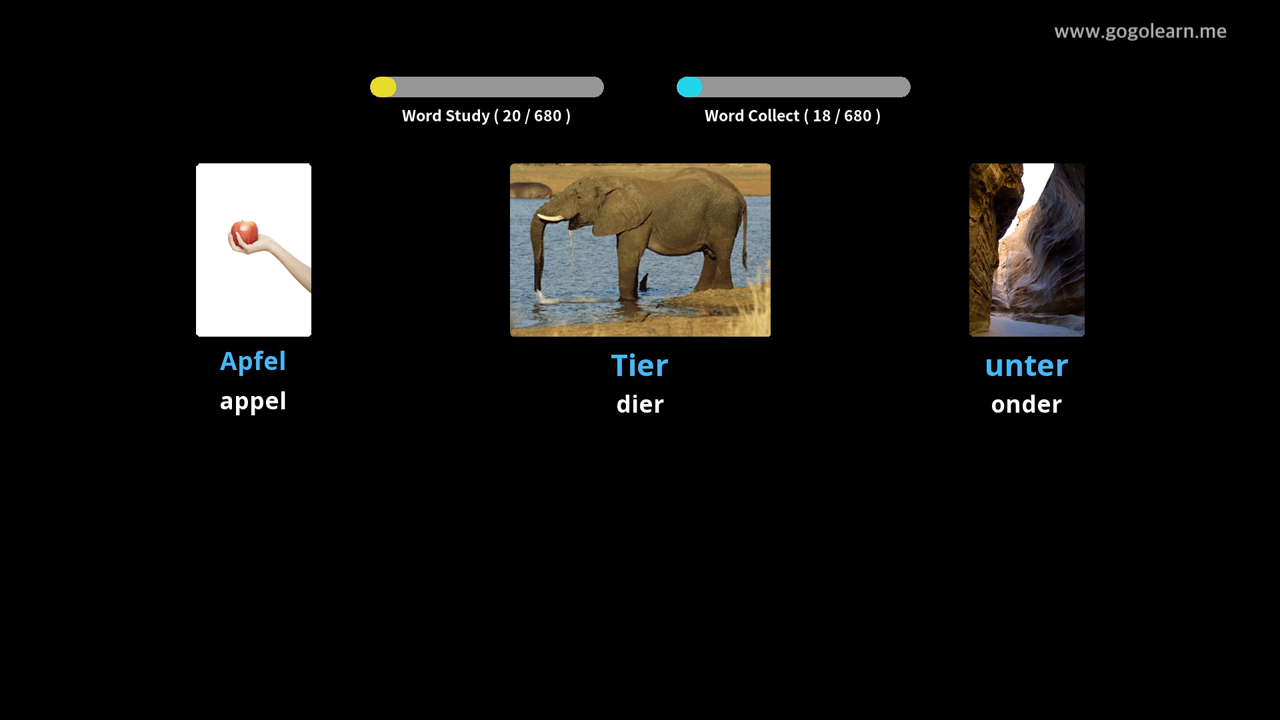 www.gogolearn.me
Word Study ( 20 / 680 )
Word Collect ( 18 / 680 )
Apfel
Tier
unter
appel
dier
onder